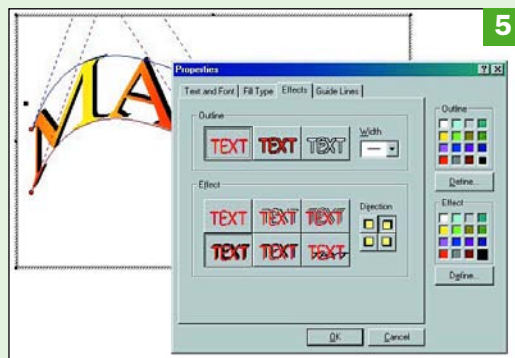 5
MA
Properties
Text and Font Fill Type Effects Guide Lines
Outline
TEXT TEXT TEXT
Width
Effect
TEXT TEXT TEXT
TEXT TEXT TEXT
Direction
OK Cancel
Outline
Define...
Effect
Define...